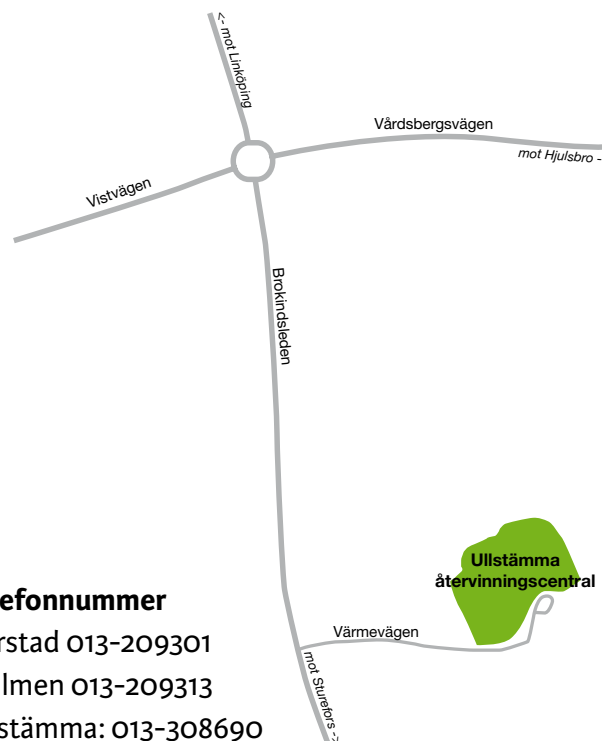 <- mot Linköping
Vårdsbergsvägen
mot Hjulsbro -
Vistvägen
Brokindsleden
Ullstämma
återvinningscentral
efonnummer
Värmevägen
rstad 013-209301
lmen 013-209313
mot Sturefors ->
stämma: 013-308690